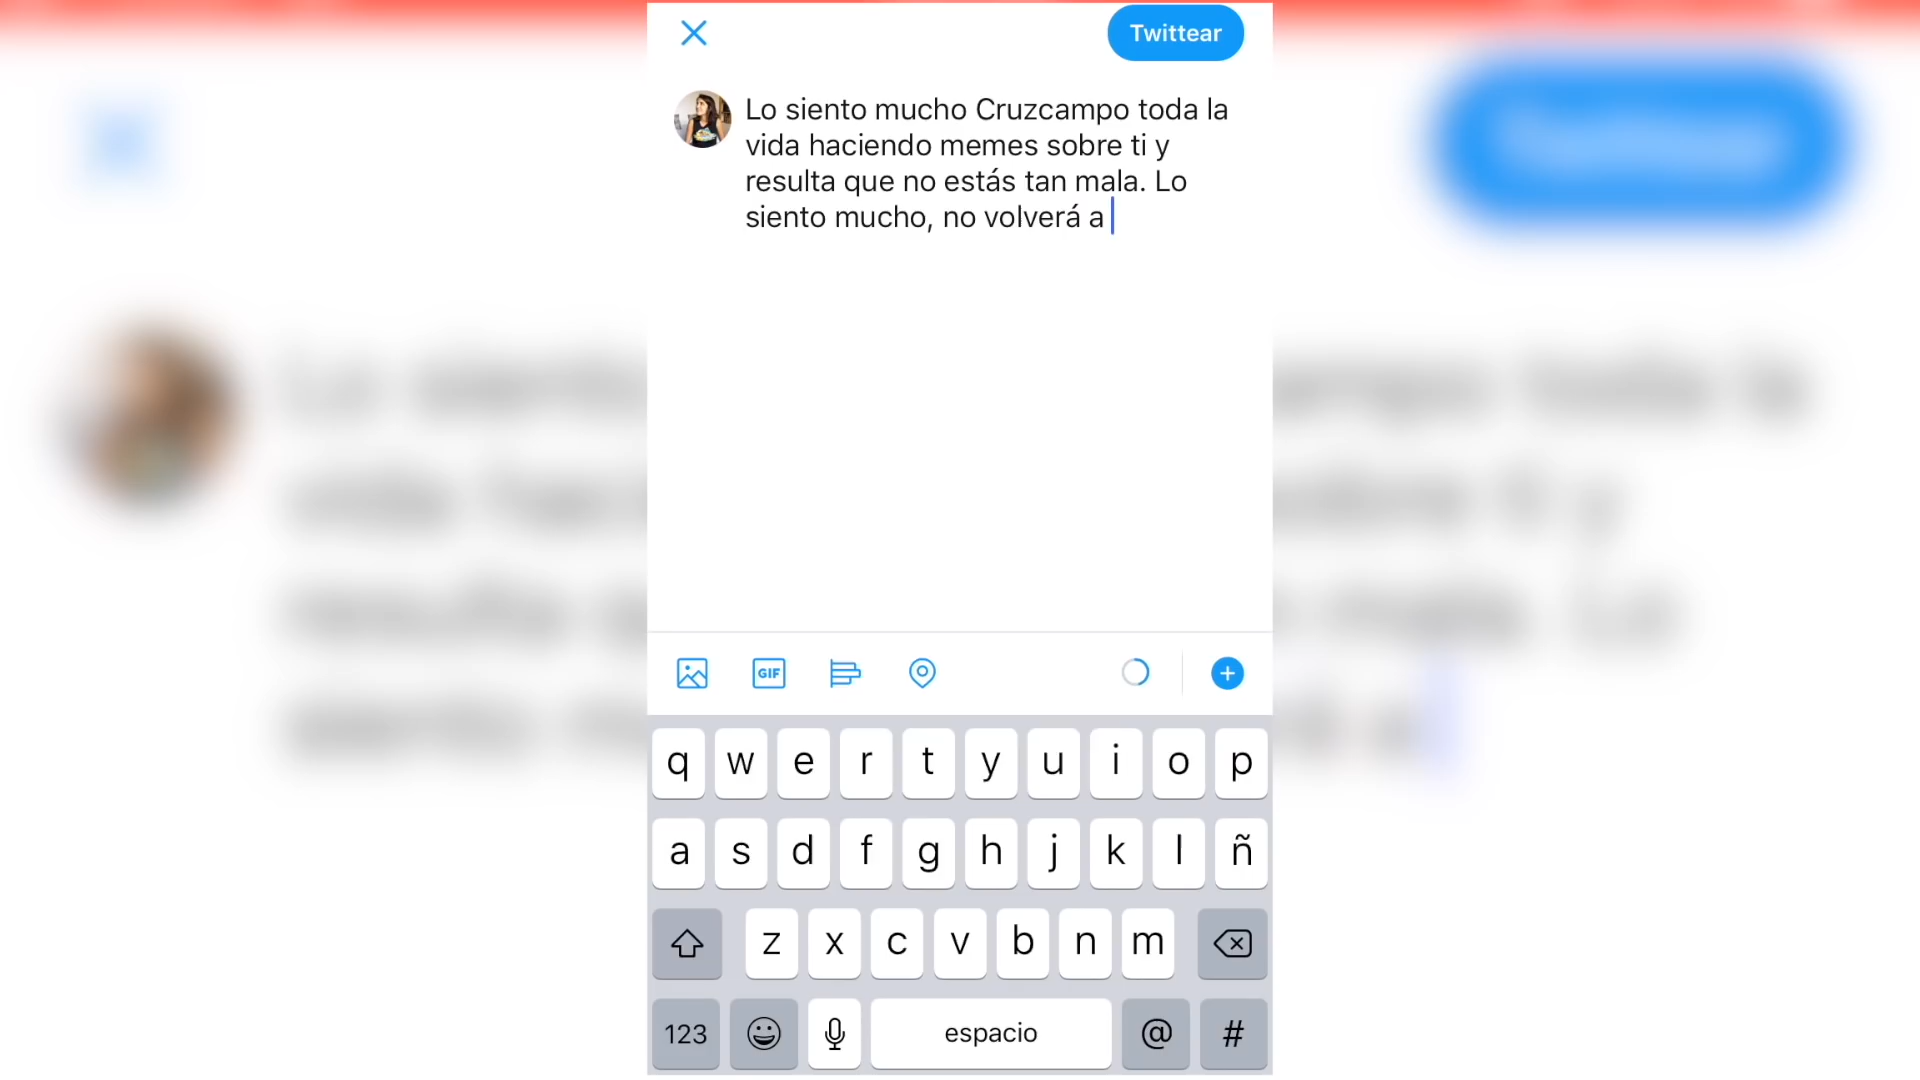 Twittear
Lo siento mucho Cruzcampo toda la
vida haciendo memes sobre ti y
resulta que no estás tan mala. Lo
siento mucho, no volverá a
GIF
q w e r t y u i o p
a s d f g h j k l ñ
z x c v b n m
123 espacio @ #